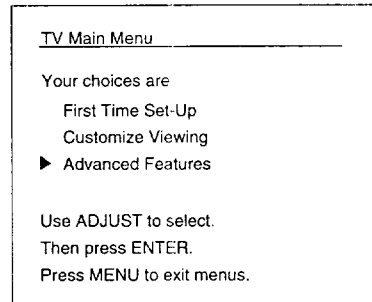 TV Main Menu
Your choices are
First Time Set-Up
Customize Viewing
▶ Advanced Features
Use ADJUST to select.
Then press ENTER.
Press MENU to exit menus.